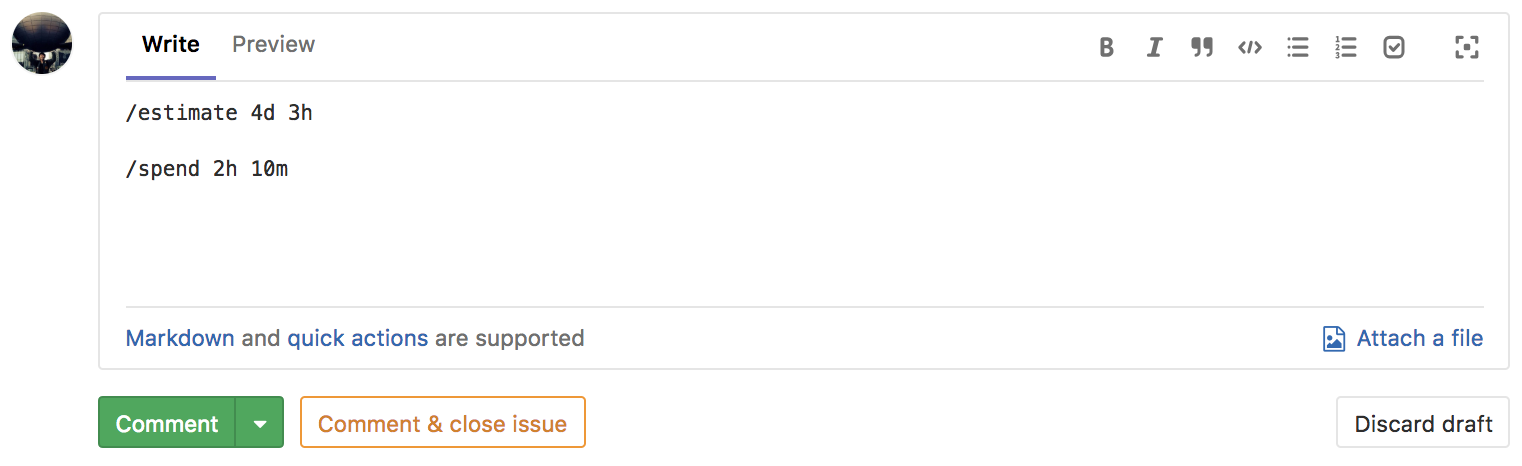 Write Preview
/estimate 4d 3h
/spend 2h 10m
Markdown and quick actions are supported Attach a file
Comment Comment & close issue Discard draft